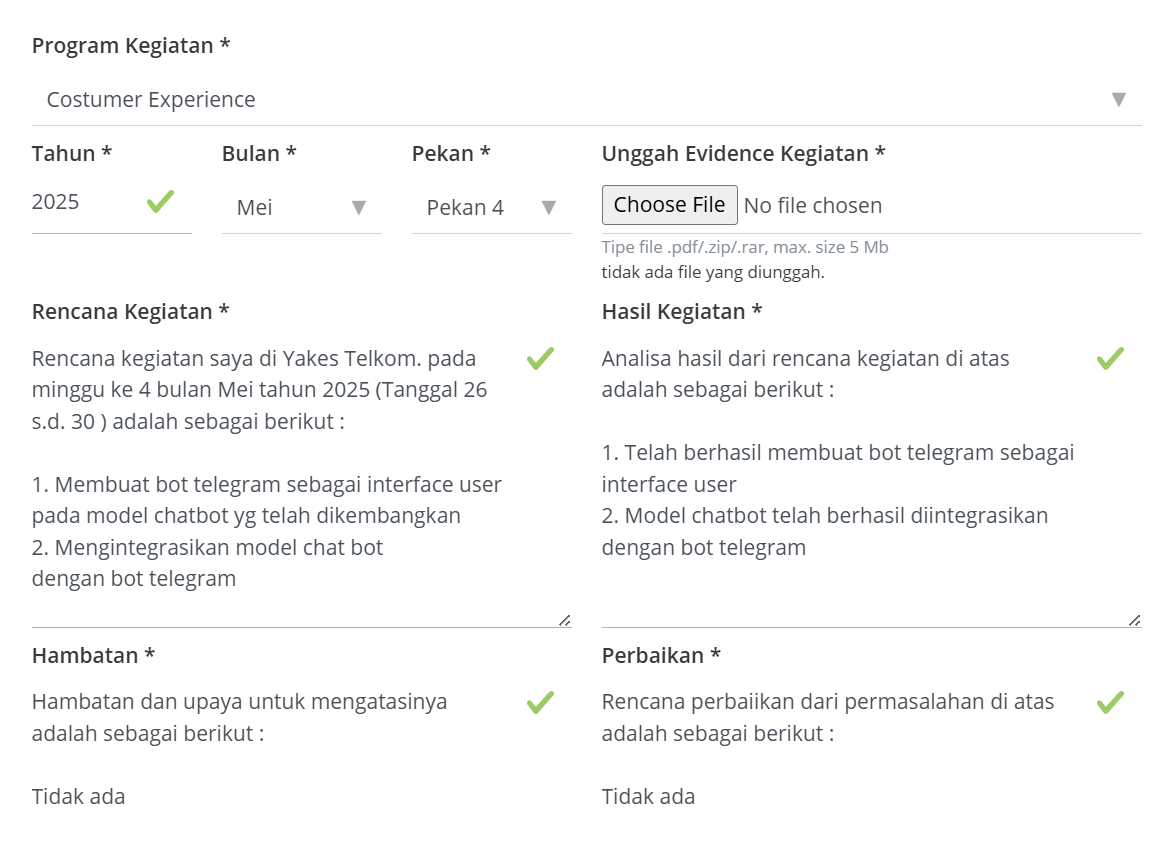 Program Kegiatan *
Costumer Experience
Tahun *
Bulan *
Pekan *
Unggah Evidence Kegiatan *
2025
Mei
Pekan 4
Choose File No file chosen
Tipe file .pdf/.zip/.rar, max. size 5 Mb
tidak ada file yang diunggah.
Rencana Kegiatan *
Rencana kegiatan saya di Yakes Telkom. pada
minggu ke 4 bulan Mei tahun 2025 (Tanggal 26
s.d. 30 ) adalah sebagai berikut :
1. Membuat bot telegram sebagai interface user
pada model chatbot yg telah dikembangkan
2. Mengintegrasikan model chat bot
dengan bot telegram
Hasil Kegiatan *
Analisa hasil dari rencana kegiatan di atas
adalah sebagai berikut :
1. Telah berhasil membuat bot telegram sebagai
interface user
2. Model chatbot telah berhasil diintegrasikan
dengan bot telegram
Hambatan *
Hambatan dan upaya untuk mengatasinya
adalah sebagai berikut :
Tidak ada
Perbaikan *
Rencana perbaiikan dari permasalahan di atas
adalah sebagai berikut :
Tidak ada